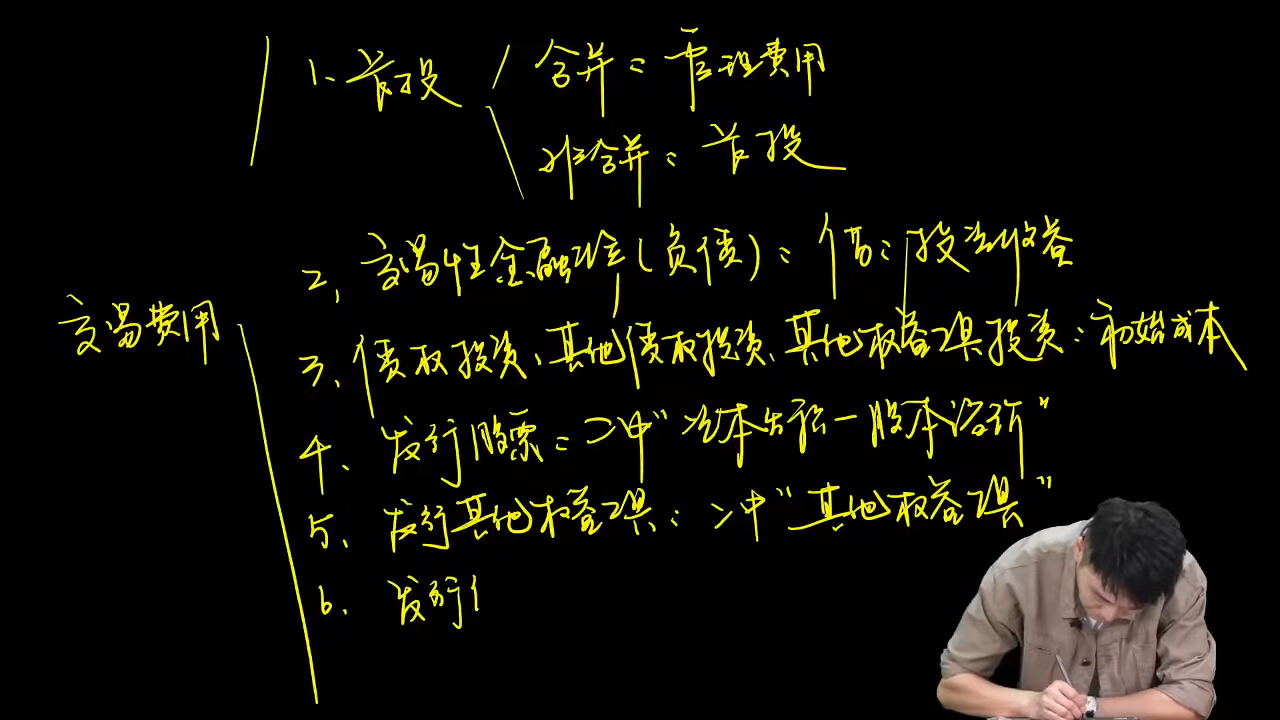 1、长投 合并：管理费用
非合并：长投
2、交易性金融资产（负债）：借：投资收益
交易费用
3、债权投资、其他债权投资、其他权益工具投资：初始成本
4、发行股票：冲“资本公积－股本溢价”
5、发行其他权益工具：冲“其他权益工具”
6、发行